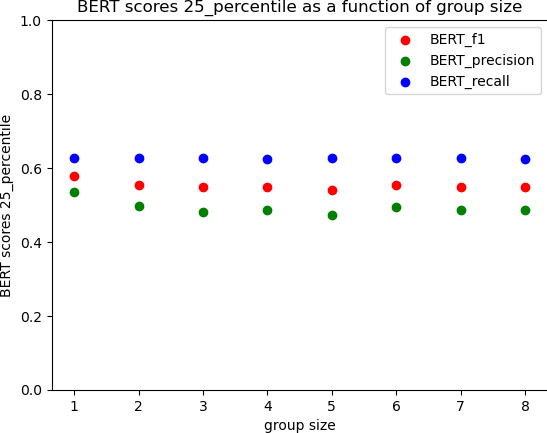 BERT scores 25_percentile as a function of group size
BERT_f1
BERT_precision
BERT_recall
BERT scores 25_percentile
1.0
0.8
0.6
0.4
0.2
0.0
1 2 3 4 5 6 7 8
group size